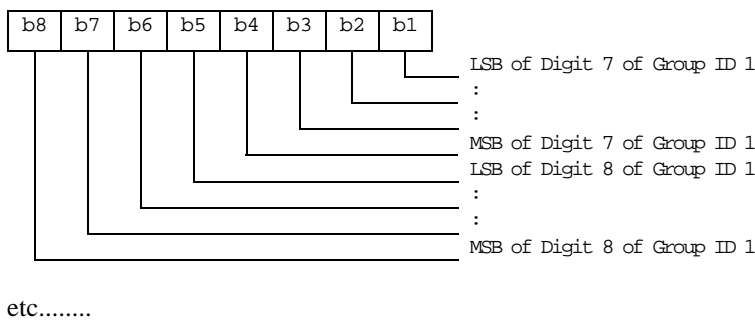 b8 b7 b6 b5 b4 b3 b2 b1
LSB of Digit 7 of Group ID 1
:
:
MSB of Digit 7 of Group ID 1
LSB of Digit 8 of Group ID 1
:
:
MSB of Digit 8 of Group ID 1
etc........